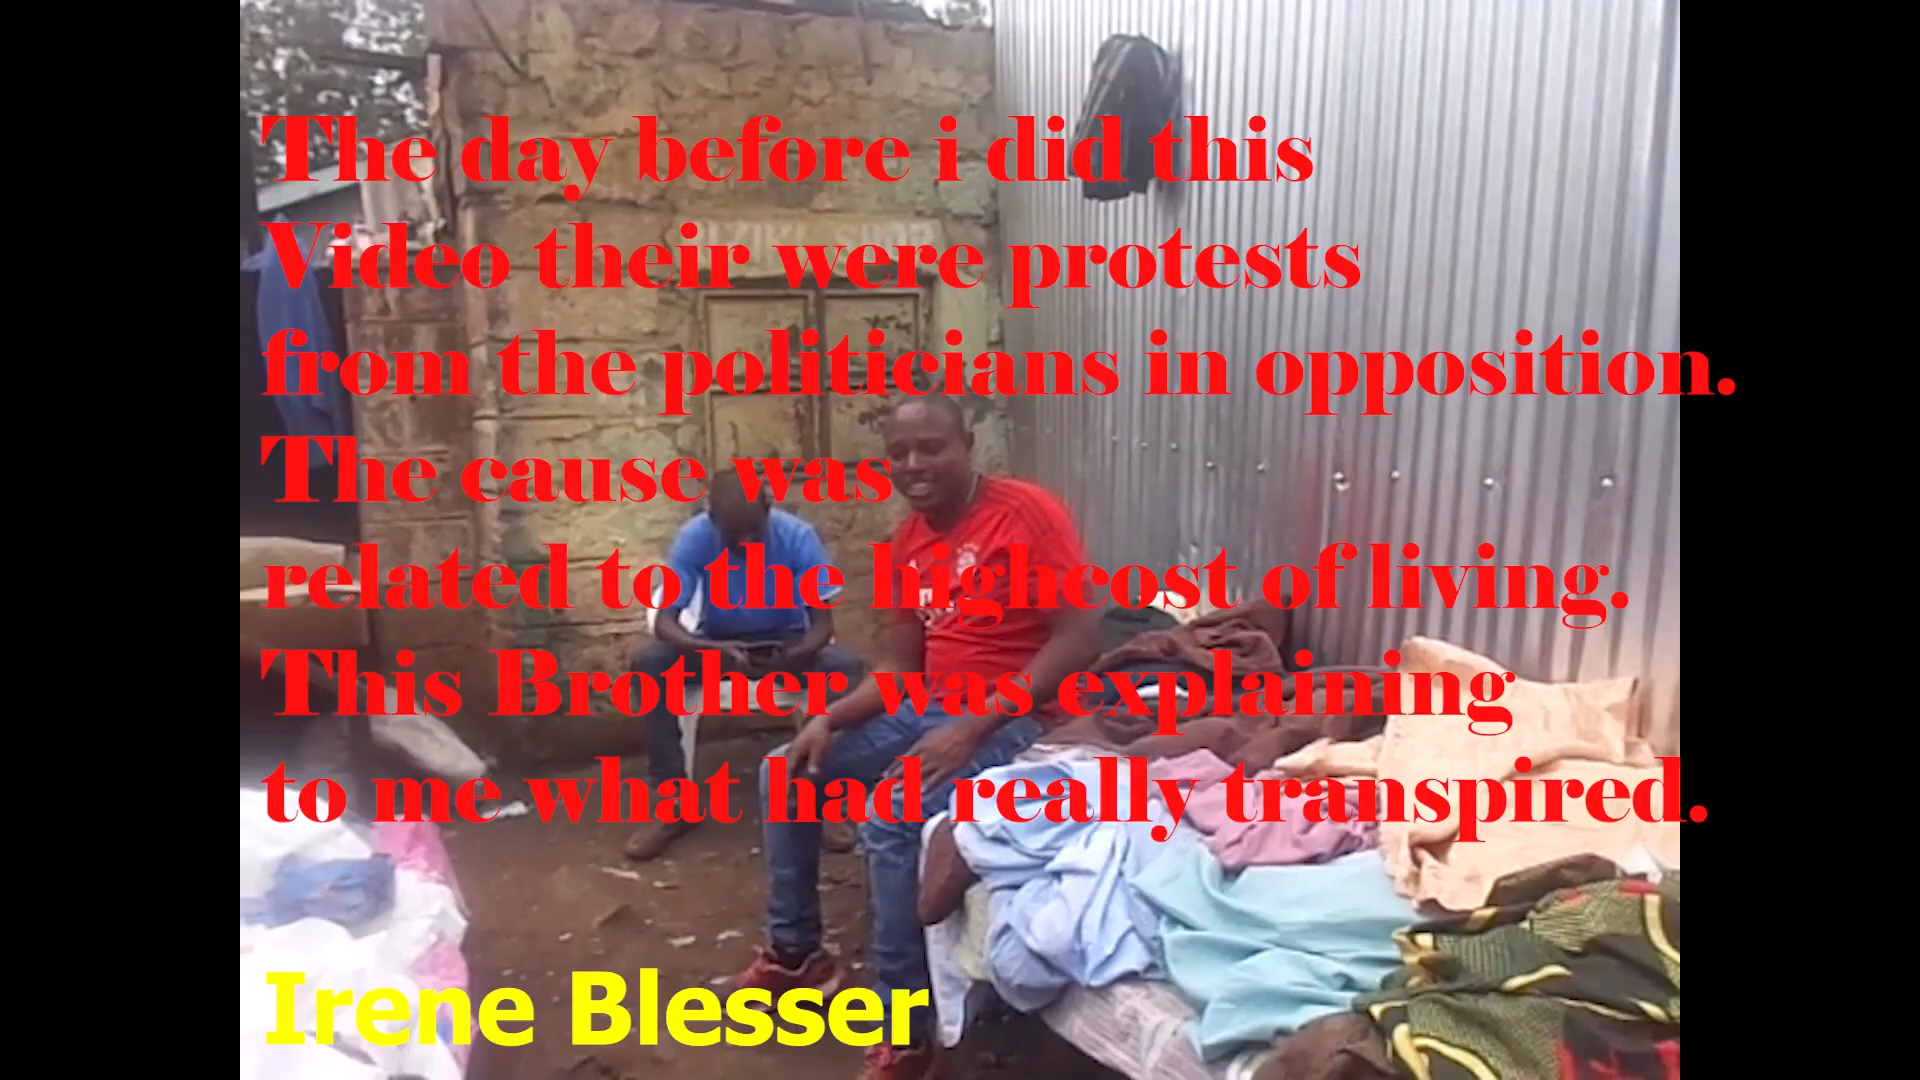 The day before i did this
Video their were protests
from the politicians in opposition.
The cause was
related to the highcost of living.
This Brother was explaining
to me what had really transpired.
SHOP
Irene Blesser